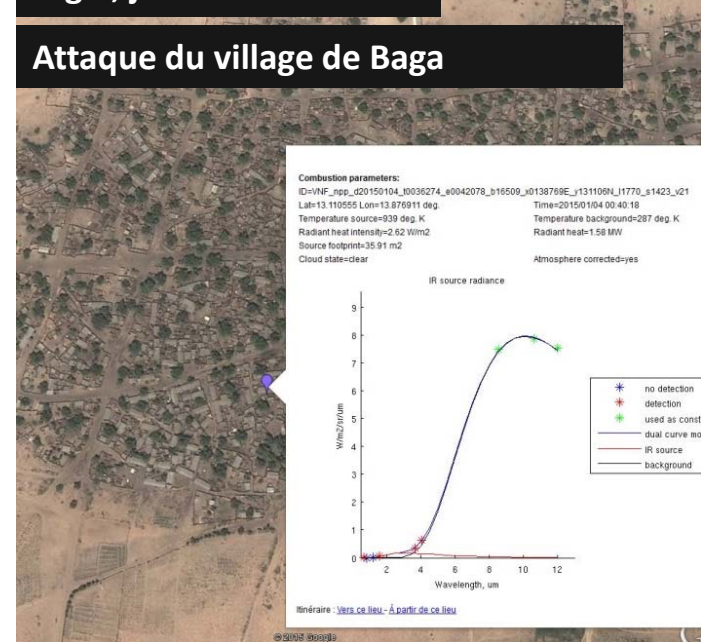 Attaque du village de Baga
Combustion parameters:
ID=VNF_npp_d20150104_t0036274_e0042078_b16509_x0138769E_y131106N_l1770_s1423_v21
Lat=13.110555 Lon=13.876911 deg.
Time=2015/01/04 00:40:18
Temperature source=939 deg. K
Temperature background=287 deg. K
Radiant heat intensity=2.62 W/m2
Radiant heat=1.58 MW
Source footprint=35.91 m2
Cloud state=clear
Atmosphere corrected=yes
IR source radiance
9
8
7
6
5
4
3
2
1
0
W/m2/sr/um
2 4 6 8 10 12
Wavelength, um
no detection
detection
used as const
dual curve mo
IR source
background
Itinéraire : Vers ce lieu - À partir de ce lieu
© 2015 Google